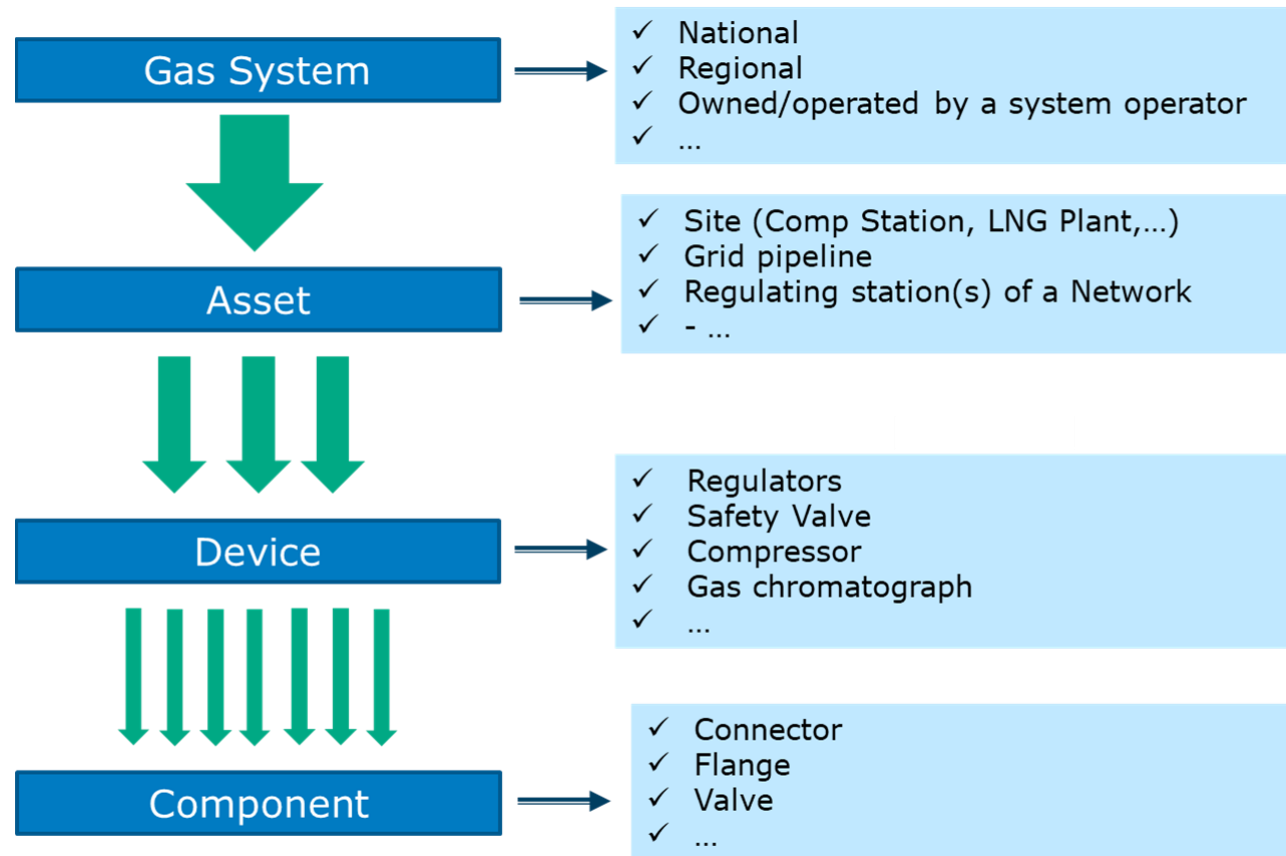 Gas System
✓ National
✓ Regional
✓ Owned/operated by a system operator
✓ ...
Asset
✓ Site (Comp Station, LNG Plant,...)
✓ Grid pipeline
✓ Regulating station(s) of a Network
✓ - ...
Device
✓ Regulators
✓ Safety Valve
✓ Compressor
✓ Gas chromatograph
✓ ...
Component
✓ Connector
✓ Flange
✓ Valve
✓ ...